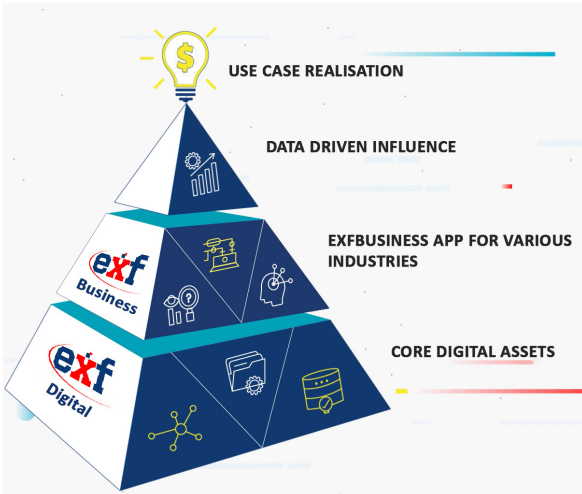 $
USE CASE REALISATION
DATA DRIVEN INFLUENCE
EXFBUSINESS APP FOR VARIOUS
INDUSTRIES
exf
Business
?
CORE DIGITAL ASSETS
exf
Digital